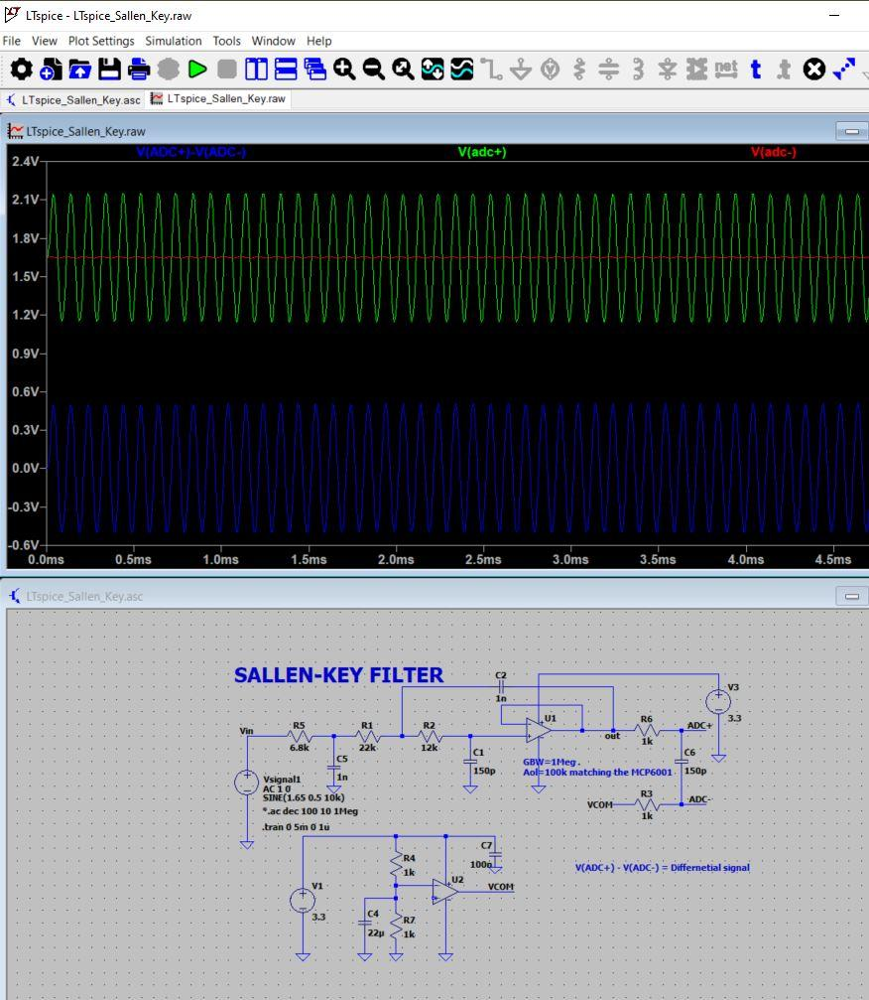 LTspice - LTspice_Sallen_Key.raw
File View Plot Settings Simulation Tools Window Help
net t t
LTspice_Sallen_Key.asc LTspice_Sallen_Key.raw
LTspice_Sallen_Key.raw
V(ADC+)-V(ADC-) V(adc+) V(adc-)
2.4V
2.1V
1.8V
1.5V
1.2V
0.9V
0.6V
0.3V
0.0V
-0.3V
-0.6V
0.0ms 0.5ms 1.0ms 1.5ms 2.0ms 2.5ms 3.0ms 3.5ms 4.0ms 4.5ms
LTspice_Sallen_Key.asc
SALLEN-KEY FILTER
C2
1n
V3
3.3
Vin
R5
6.8k
R1
22k
R2
12k
U1
out
R6
1k
ADC+
C5
1n
C1
150p
GBW=1Meg .
Aol=100k matching the MCP6001
C6
150p
Vsignal1
AC 1 0
SINE(1.65 0.5 10k)
*.ac dec 100 10 1Meg
.tran 0 5m 0 1u
VCOM
R3
1k
ADC-
C7
100n
R4
1k
U2
VCOM
V(ADC+) - V(ADC-) = Differnetial signal
V1
3.3
C4
22µ
R7
1k